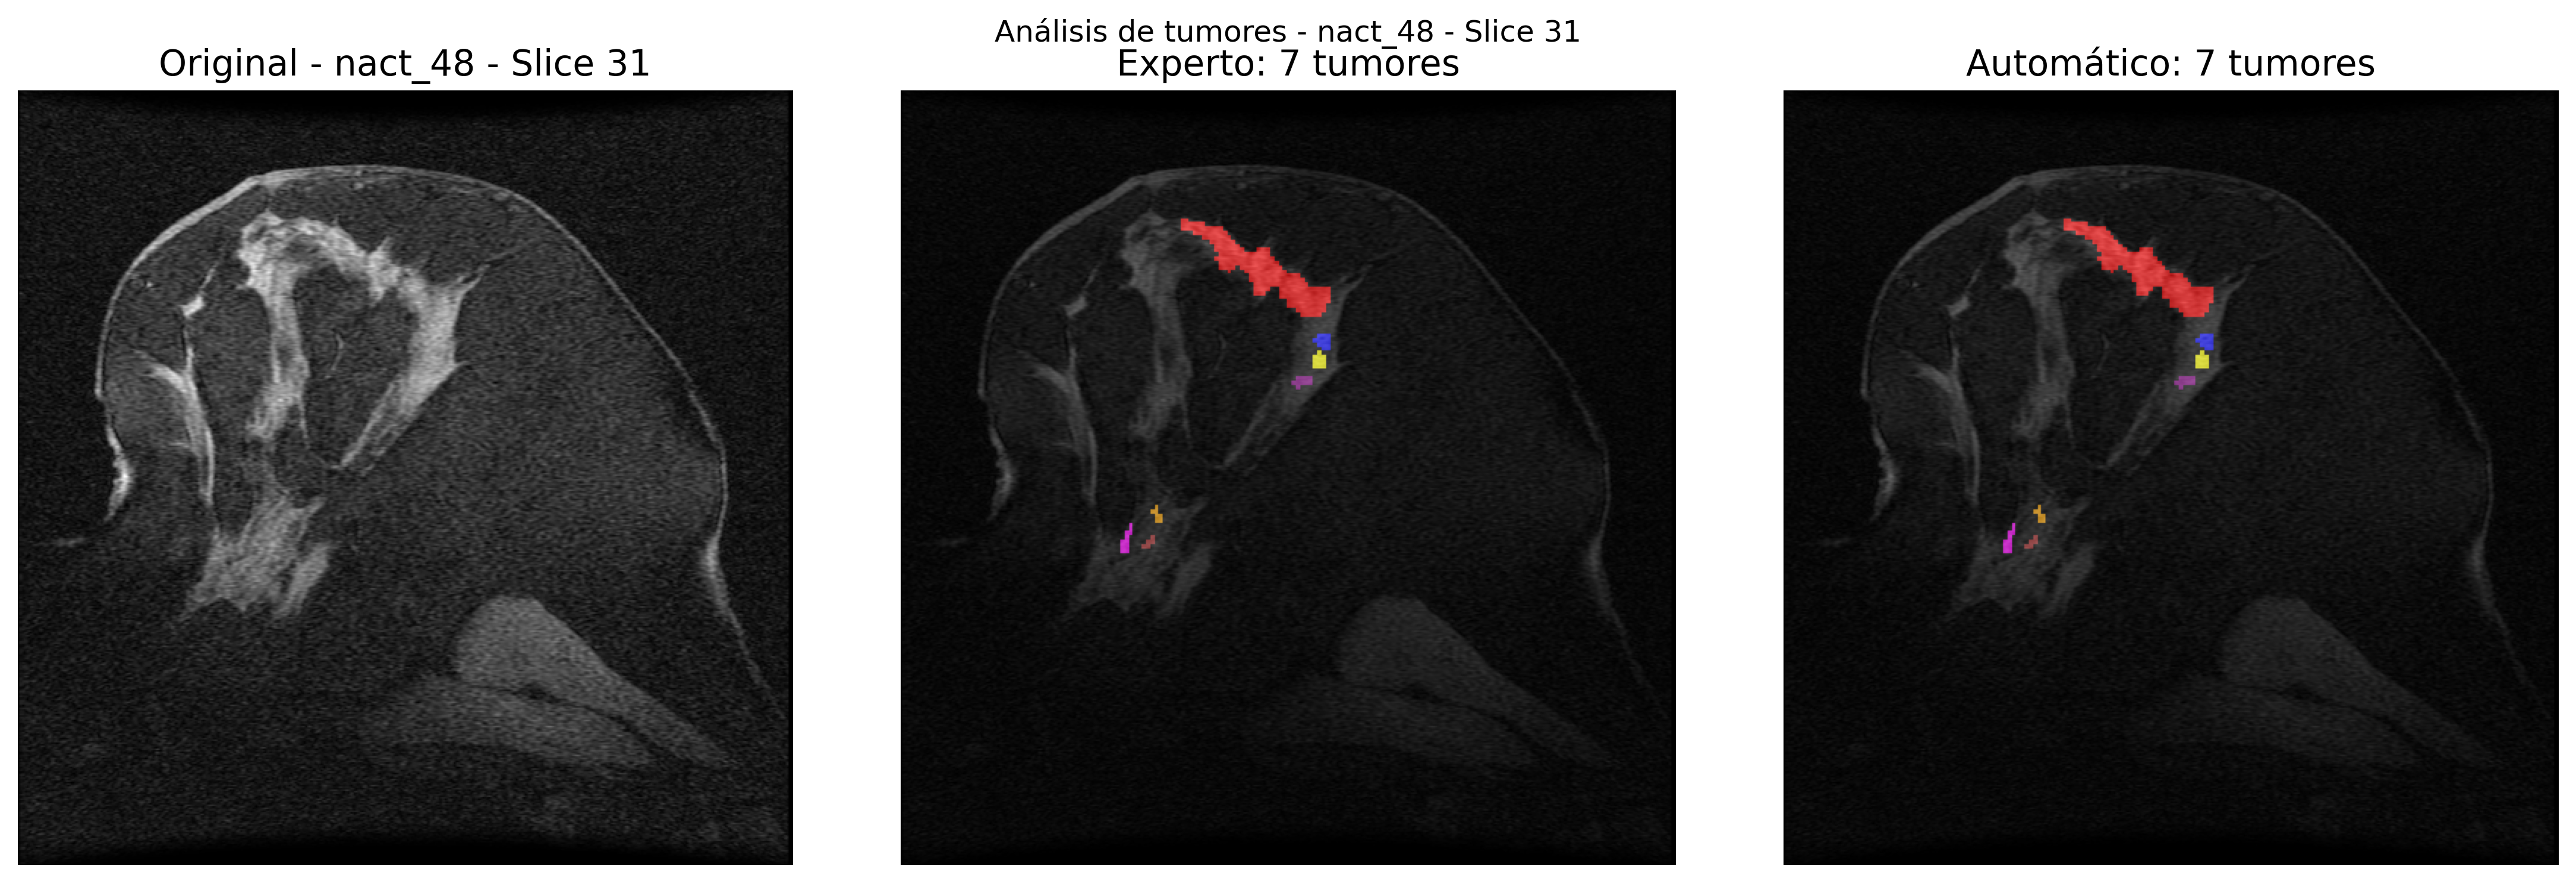 Análisis de tumores - nact_48 - Slice 31
Original - nact_48 - Slice 31
Experto: 7 tumores
Automático: 7 tumores